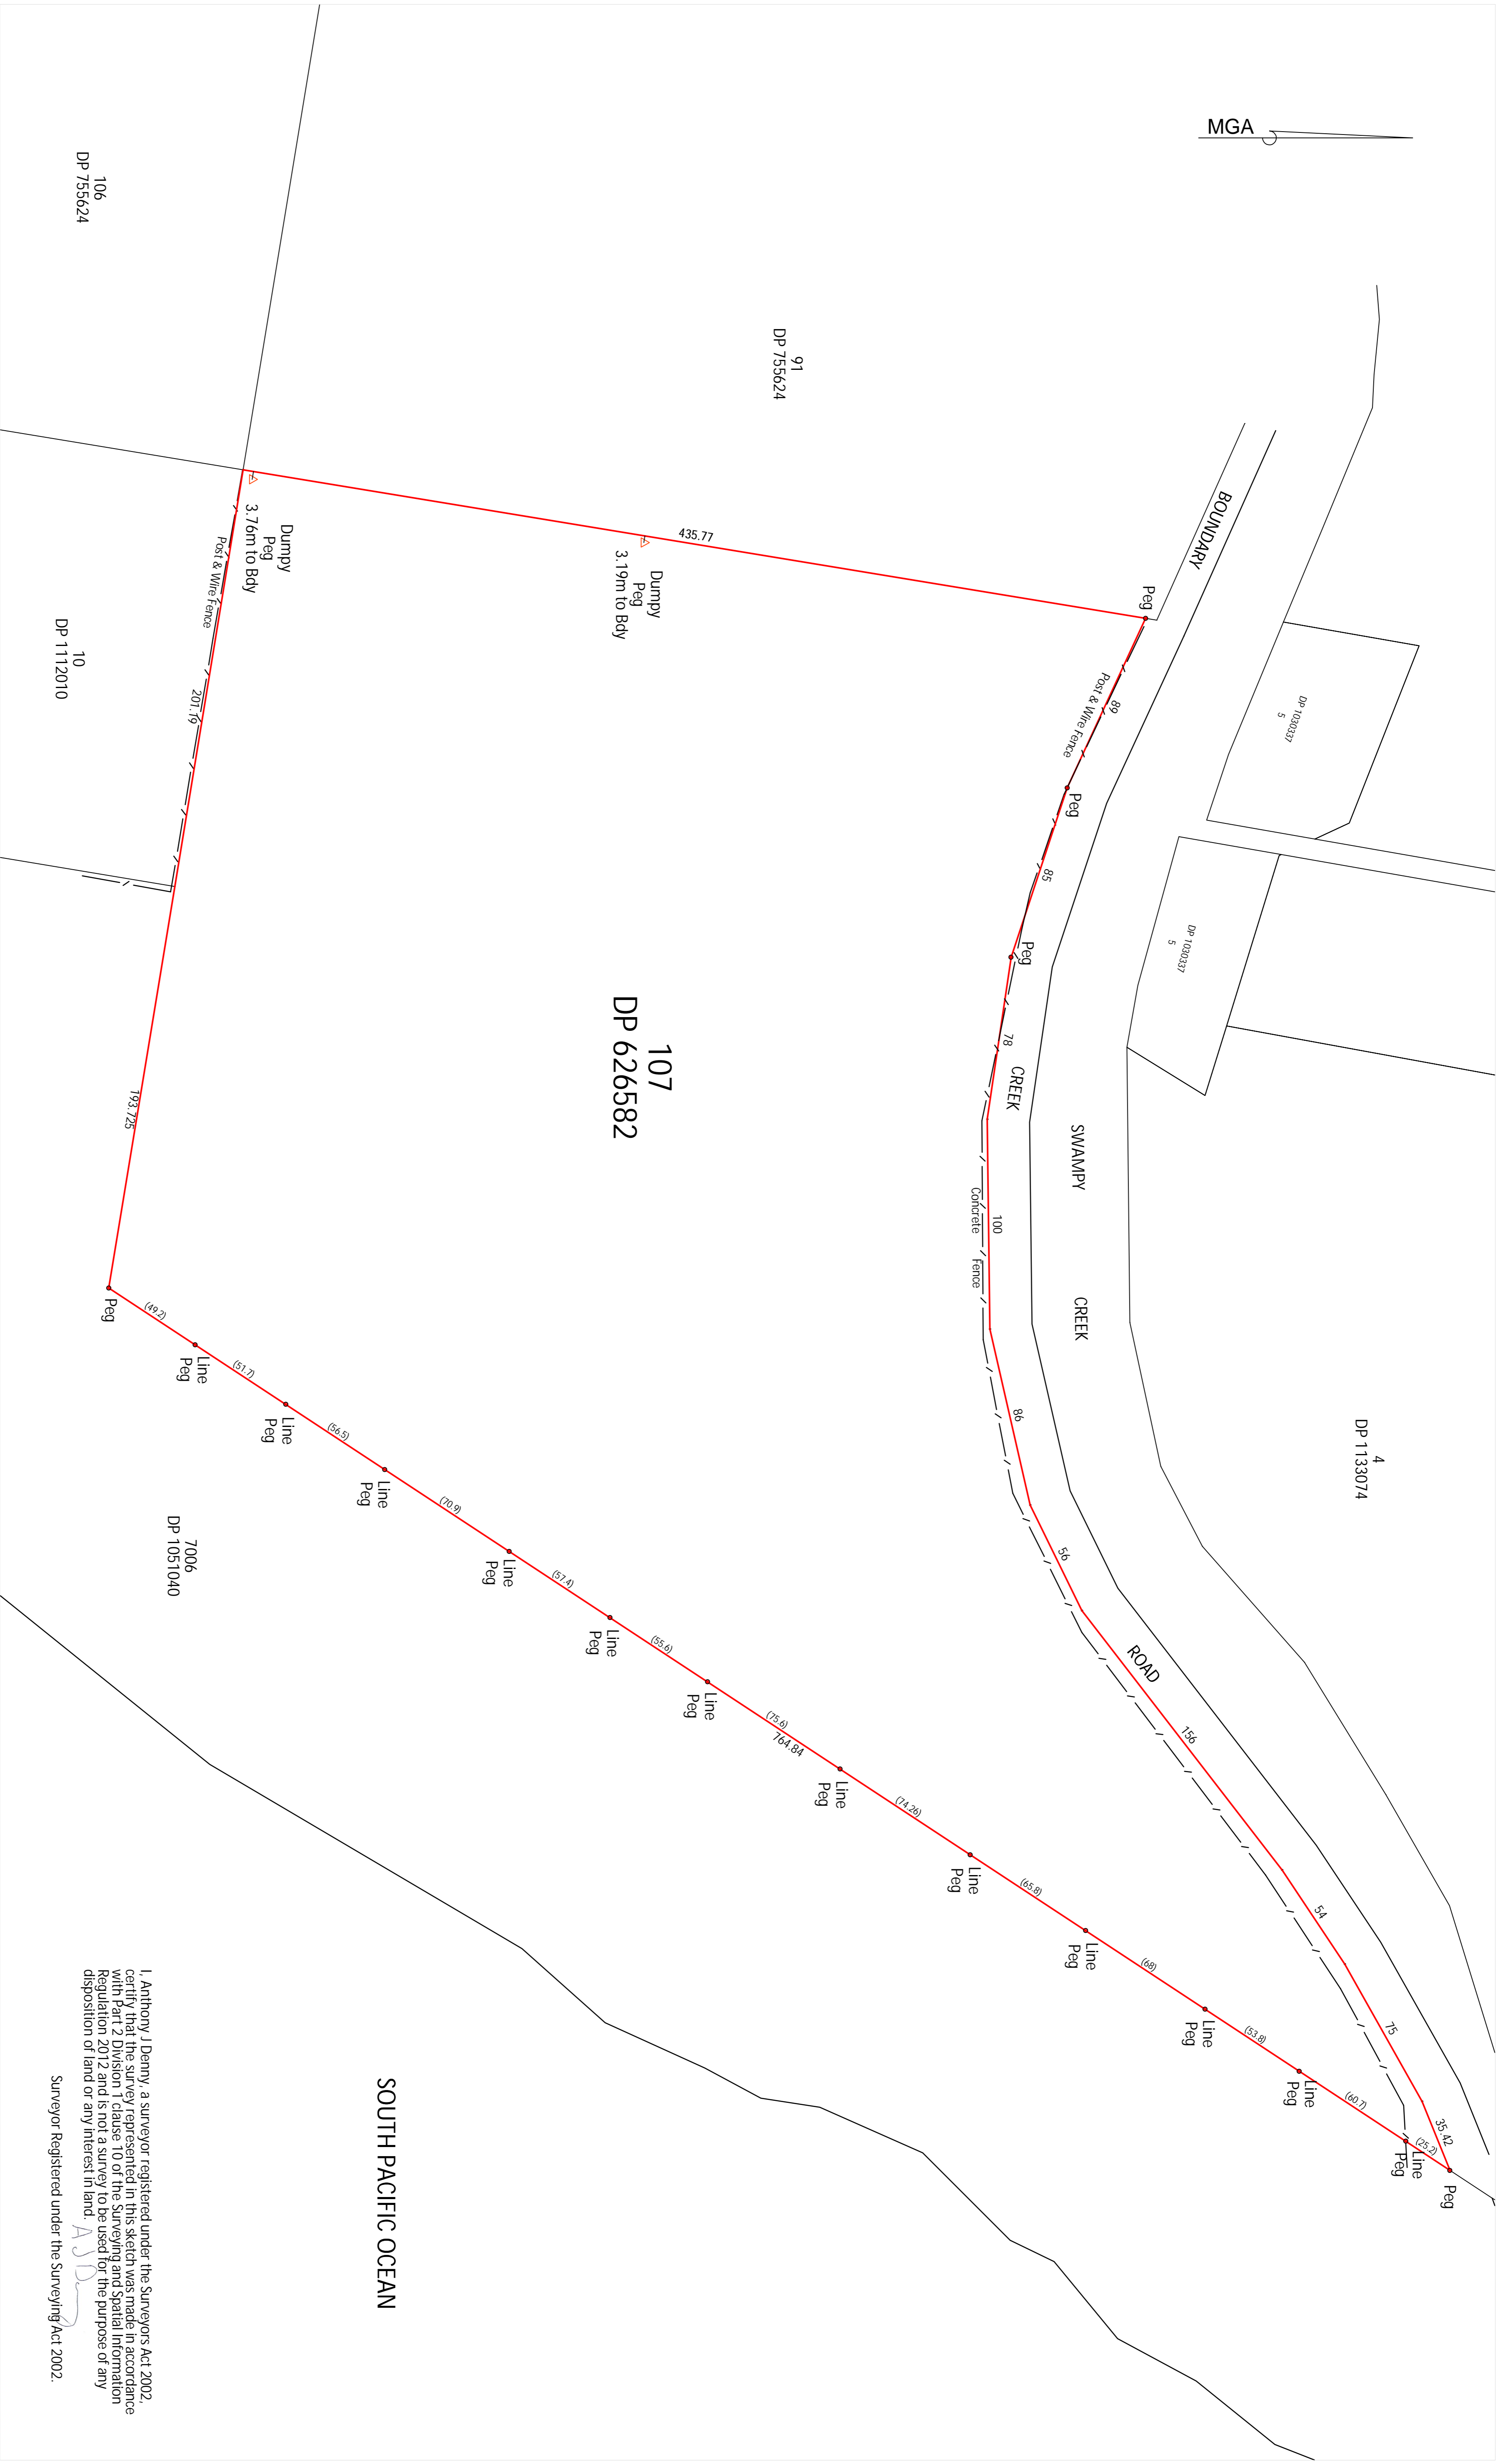 MGA
BOUNDARY
DP 1030337
5
DP 1030337
5
4
DP 1133074
91
DP 755624
106
DP 755624
Peg
Post & Wire Fence
89
Peg
85
Peg
78
CREEK
SWAMPY
CREEK
100
Concrete Fence
86
56
ROAD
156
54
75
35.42
Peg
435.77
Dumpy
Peg
3.19m to Bdy
Dumpy
Peg
3.76m to Bdy
Post & Wire Fence
201.19
10
DP 1112010
107
DP 626582
193.725
Peg
(49.2)
Line
Peg
(51.7)
Line
Peg
(56.5)
Line
Peg
(70.9)
Line
Peg
(57.4)
Line
Peg
(55.6)
Line
Peg
(75.6)
764.84
Line
Peg
(74.26)
Line
Peg
(65.8)
Line
Peg
(68)
Line
Peg
(53.8)
Line
Peg
(60.7)
Line
Peg
(25.2)
7006
DP 1051040
SOUTH PACIFIC OCEAN
I, Anthony J Denny, a surveyor registered under the Surveyors Act 2002,
certify that the survey represented in this sketch was made in accordance
with Part 2 Division 1 clause 10 of the Surveying and Spatial Information
Regulation 2012 and is not a survey to be used for the purpose of any
disposition of land or any interest in land.
Surveyor Registered under the Surveying Act 2002.